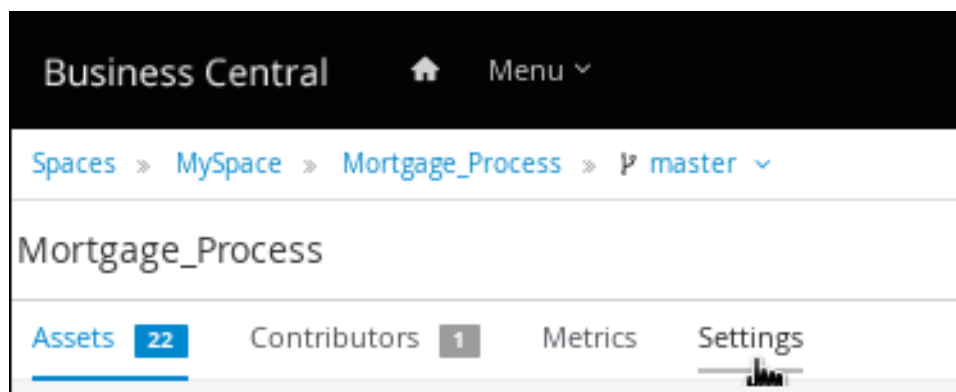 Business Central Menu
Spaces » MySpace » Mortgage_Process » master
Mortgage_Process
Assets 22 Contributors 1 Metrics Settings